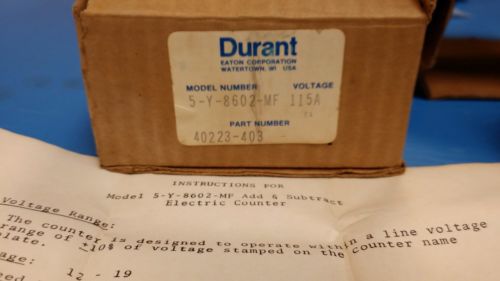 Durant
EATON CORPORATION
WATERTOWN, WI USA
MODEL NUMBER VOLTAGE
5-Y-8602-MF 115A
PART NUMBER
40223-403
INSTRUCTIONS FOR
Model 5-Y-8602-MF Add & Subtract
Electric Counter
Voltage Range:
The counter is designed to operate within a line voltage
range of ±10% of voltage stamped on the counter name
plate.
12 - 19